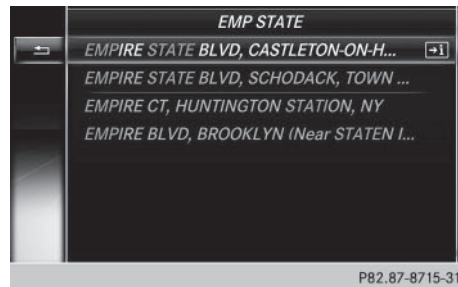 EMP STATE
EMPIRE STATE BLVD, CASTLETON-ON-H...
EMPIRE STATE BLVD, SCHODACK, TOWN ...
EMPIRE CT, HUNTINGTON STATION, NY
EMPIRE BLVD, BROOKLYN (Near STATEN I...
P82.87-8715-31